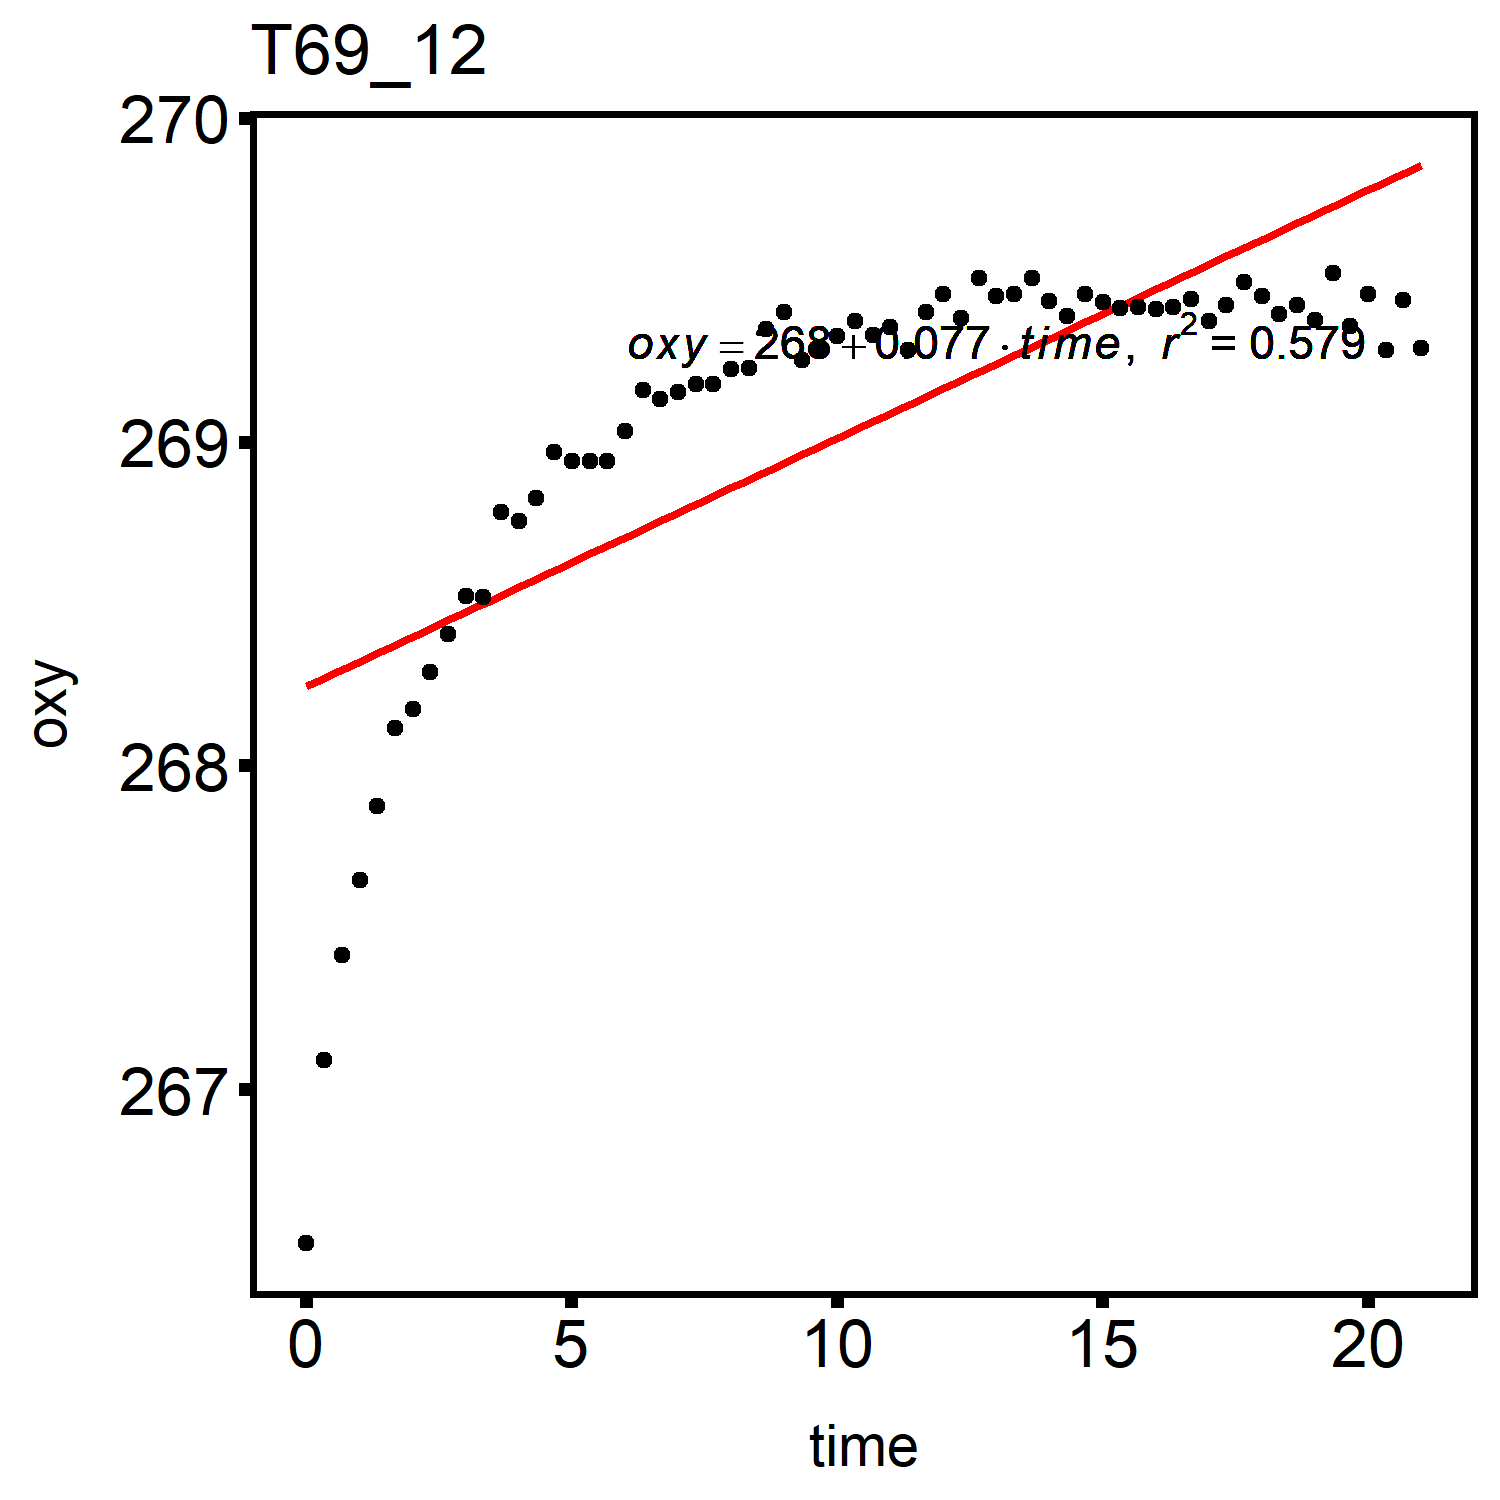 T69_12
270
269
268
267
oxy
oxy = 268 + 0.077 · time, r² = 0.579
0 5 10 15 20
time